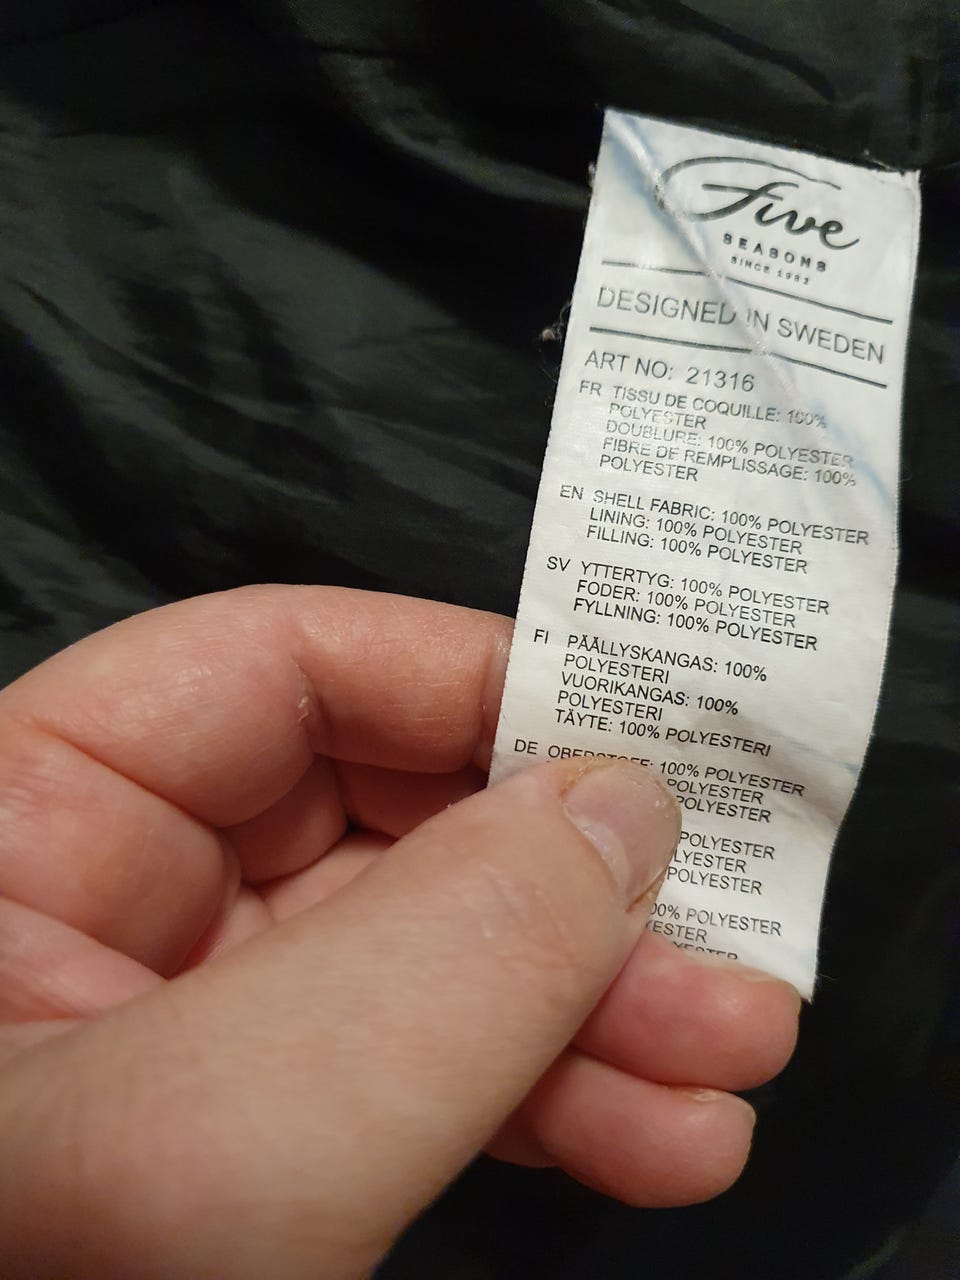 Five
SEASONS
SINCE 1982
DESIGNED IN SWEDEN
ART NO: 21316
FR TISSU DE COQUILLE: 100%
POLYESTER
DOUBLURE: 100% POLYESTER
FIBRE DE REMPLISSAGE: 100%
POLYESTER
EN SHELL FABRIC: 100% POLYESTER
LINING: 100% POLYESTER
FILLING: 100% POLYESTER
SV YTTERTYG: 100% POLYESTER
FODER: 100% POLYESTER
FYLLNING: 100% POLYESTER
FI PÄÄLLYSKANGAS: 100%
POLYESTERI
VUORIKANGAS: 100%
POLYESTERI
TÄYTE: 100% POLYESTERI
DE OBERSTOFF: 100% POLYESTER
POLYESTER
POLYESTER
POLYESTER
LYESTER
POLYESTER
00% POLYESTER
YESTER